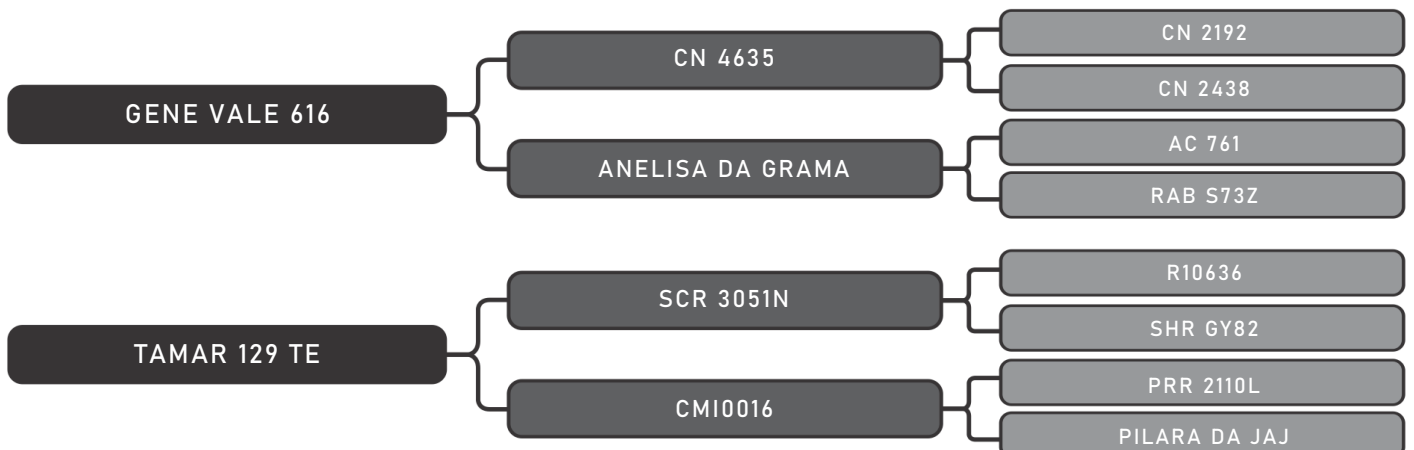 GENE VALE 616
CN 4635
CN 2192
CN 2438
ANELISA DA GRAMA
AC 761
RAB S73Z
TAMAR 129 TE
SCR 3051N
R10636
SHR GY82
CMI0016
PRR 2110L
PILARA DA JAJ